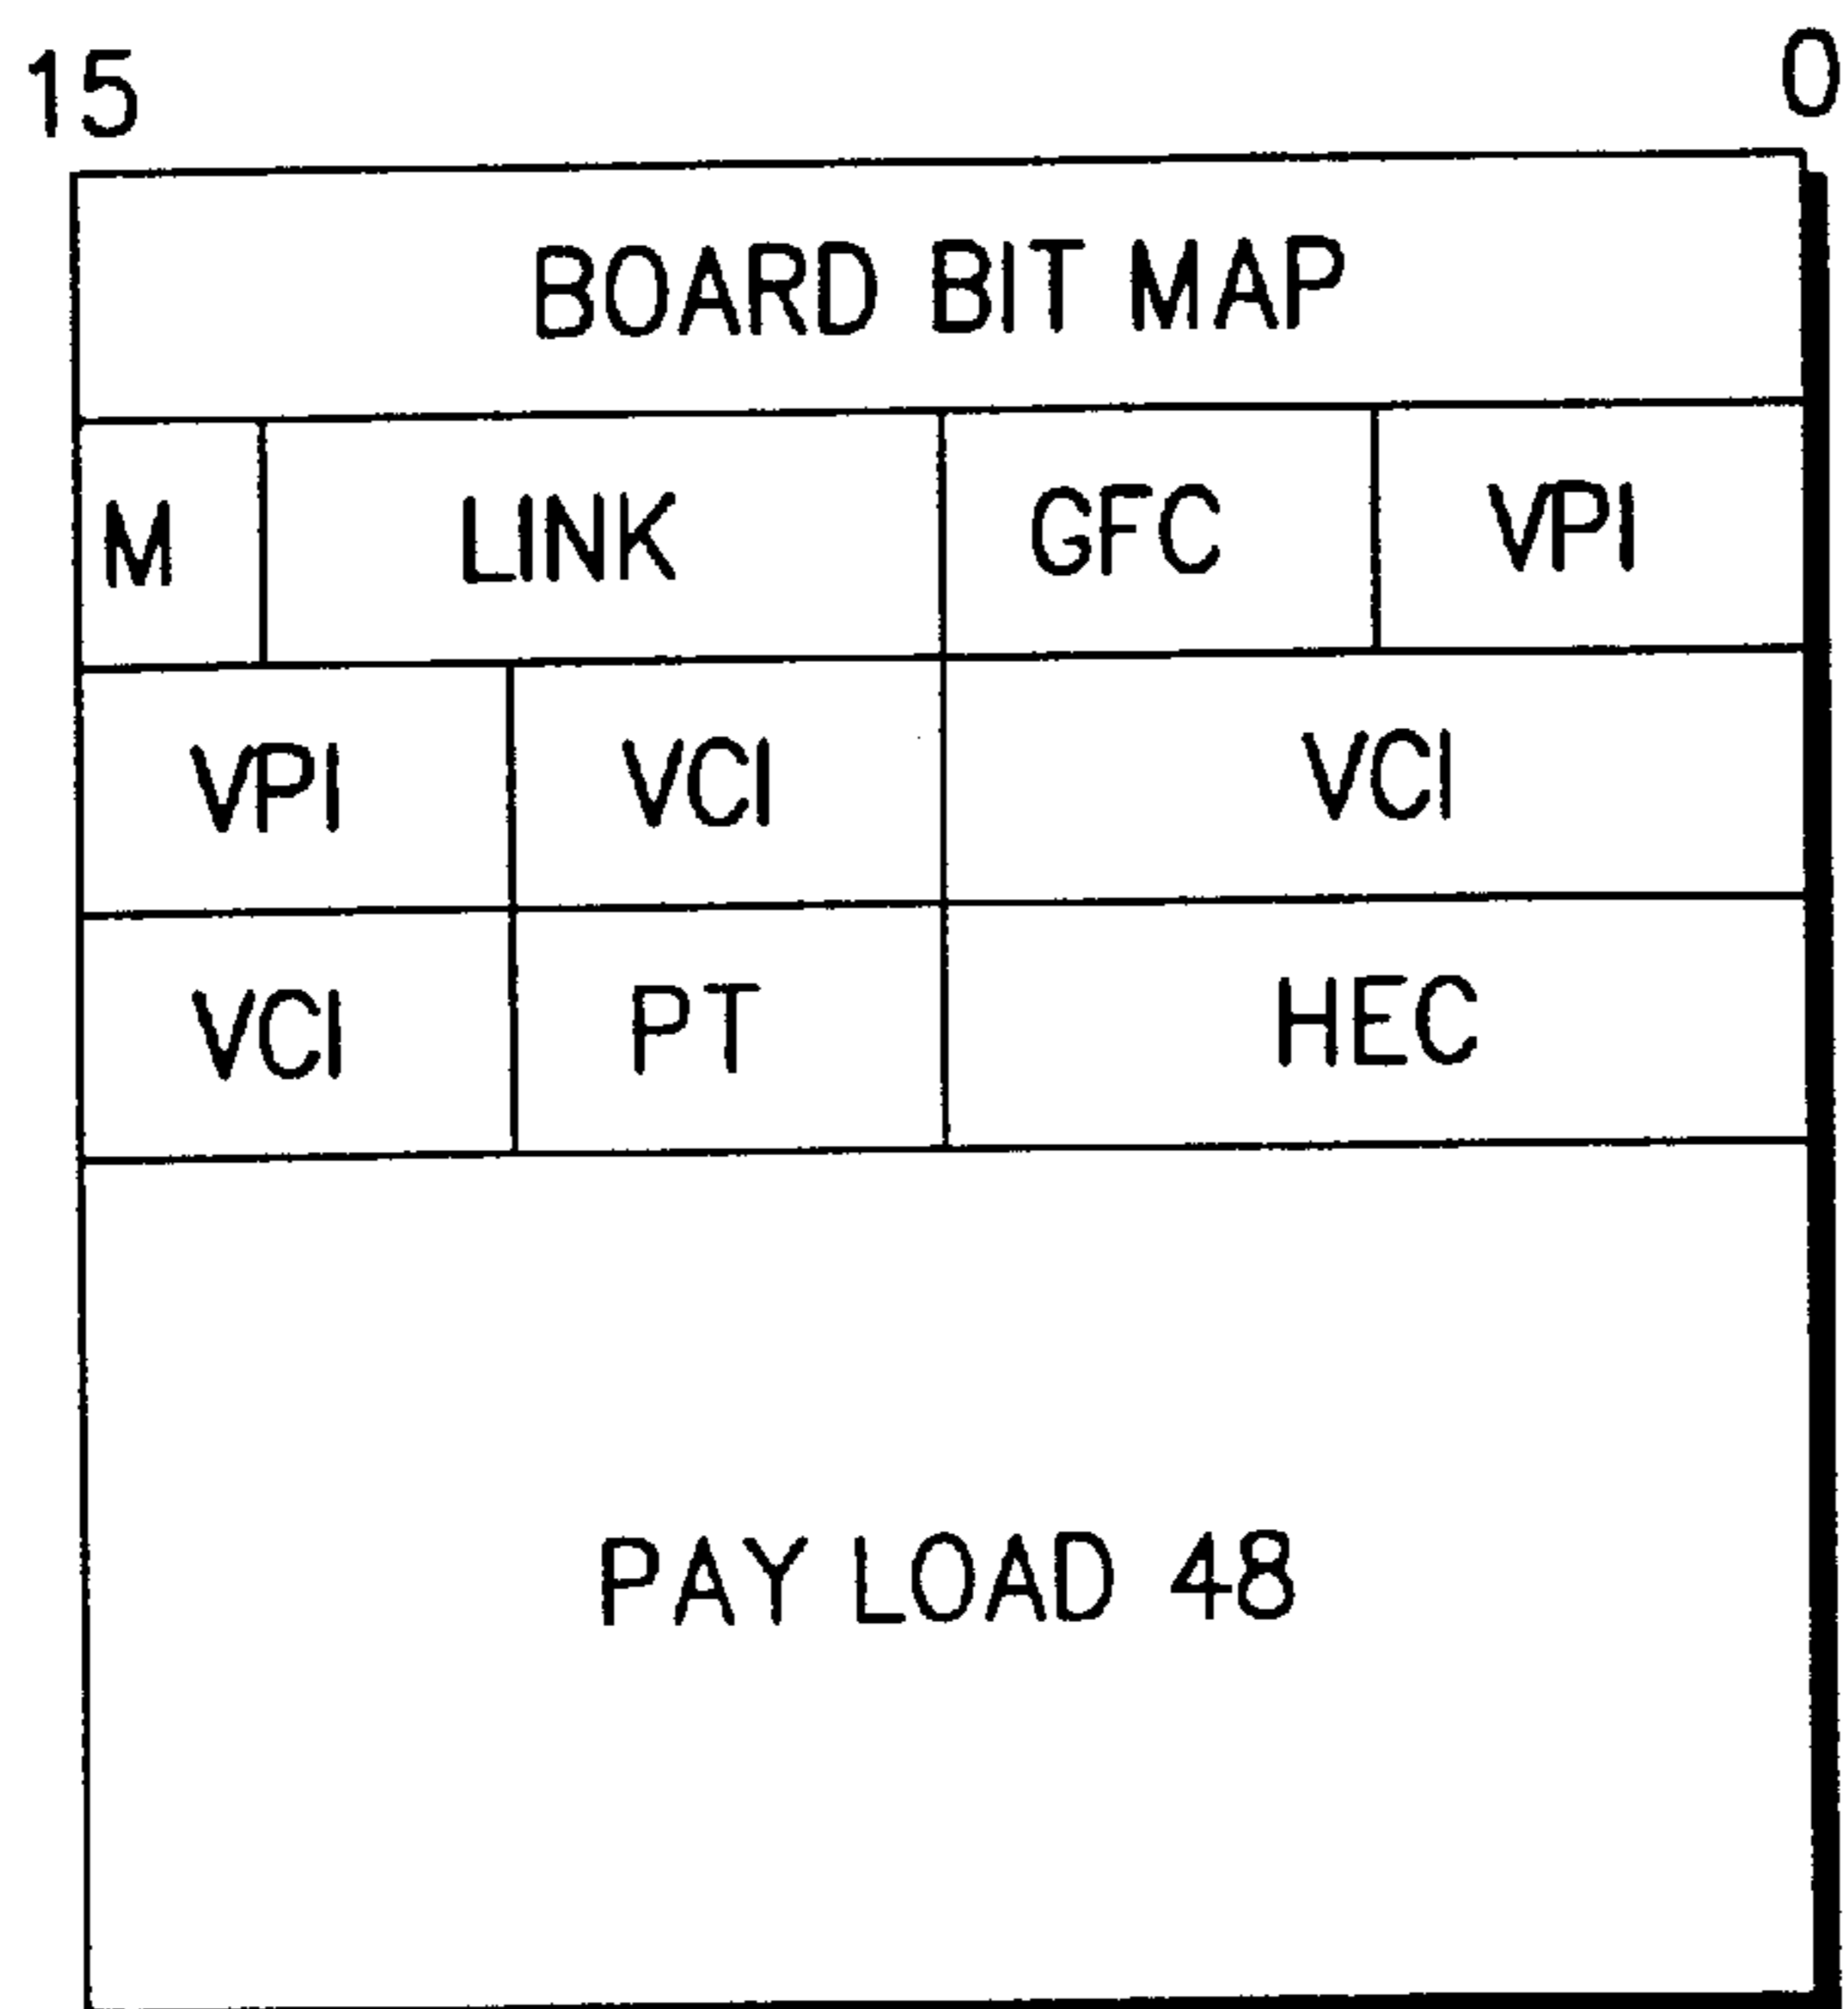 15 0
BOARD BIT MAP
M LINK GFC VPI
VPI VCI VCI
VCI PT HEC
PAY LOAD 48